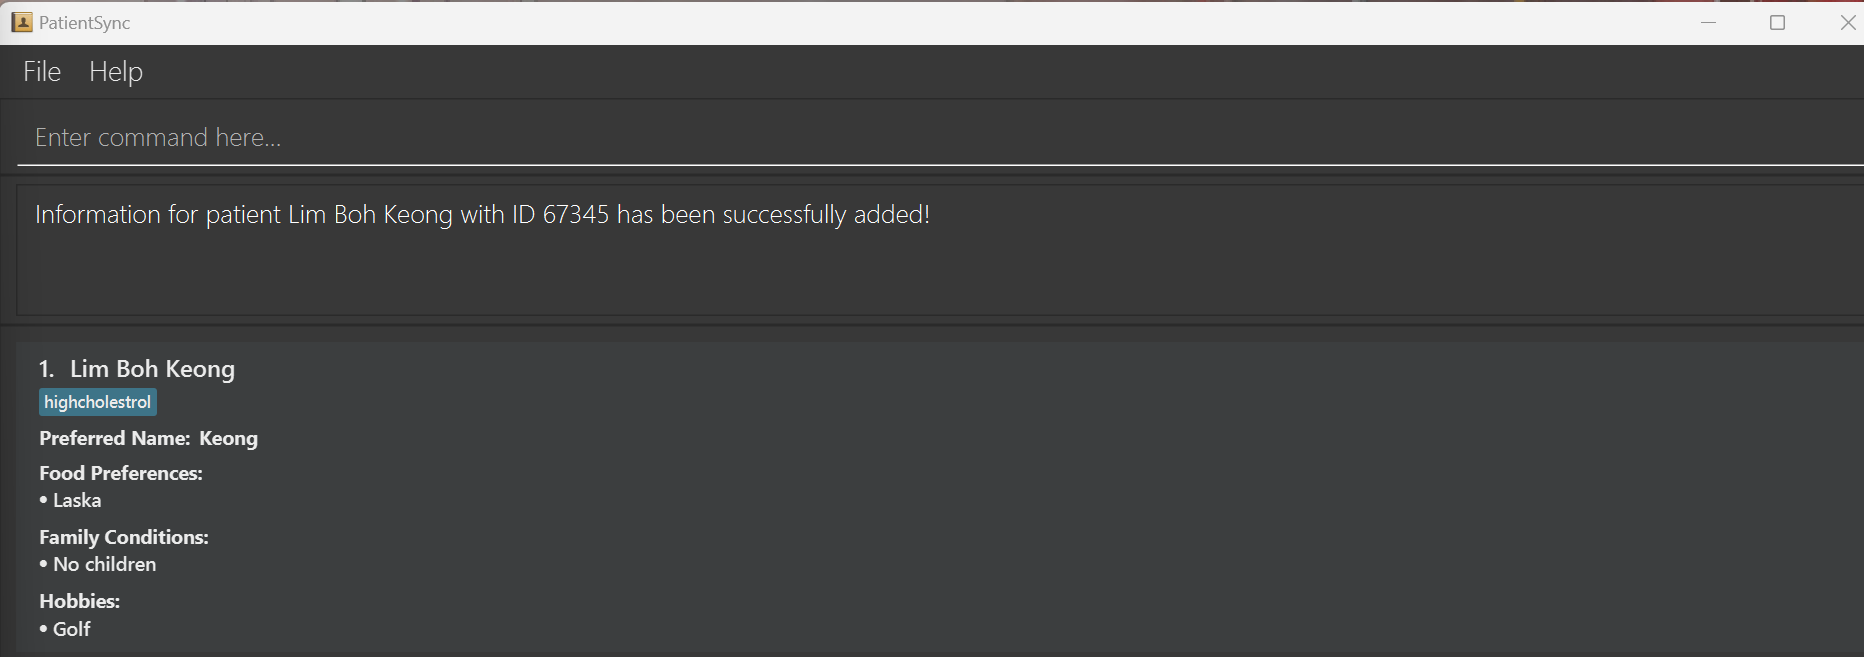 PatientSync
File Help
Enter command here...
Information for patient Lim Boh Keong with ID 67345 has been successfully added!
1. Lim Boh Keong
highcholestrol
Preferred Name: Keong
Food Preferences:
• Laska
Family Conditions:
• No children
Hobbies:
• Golf